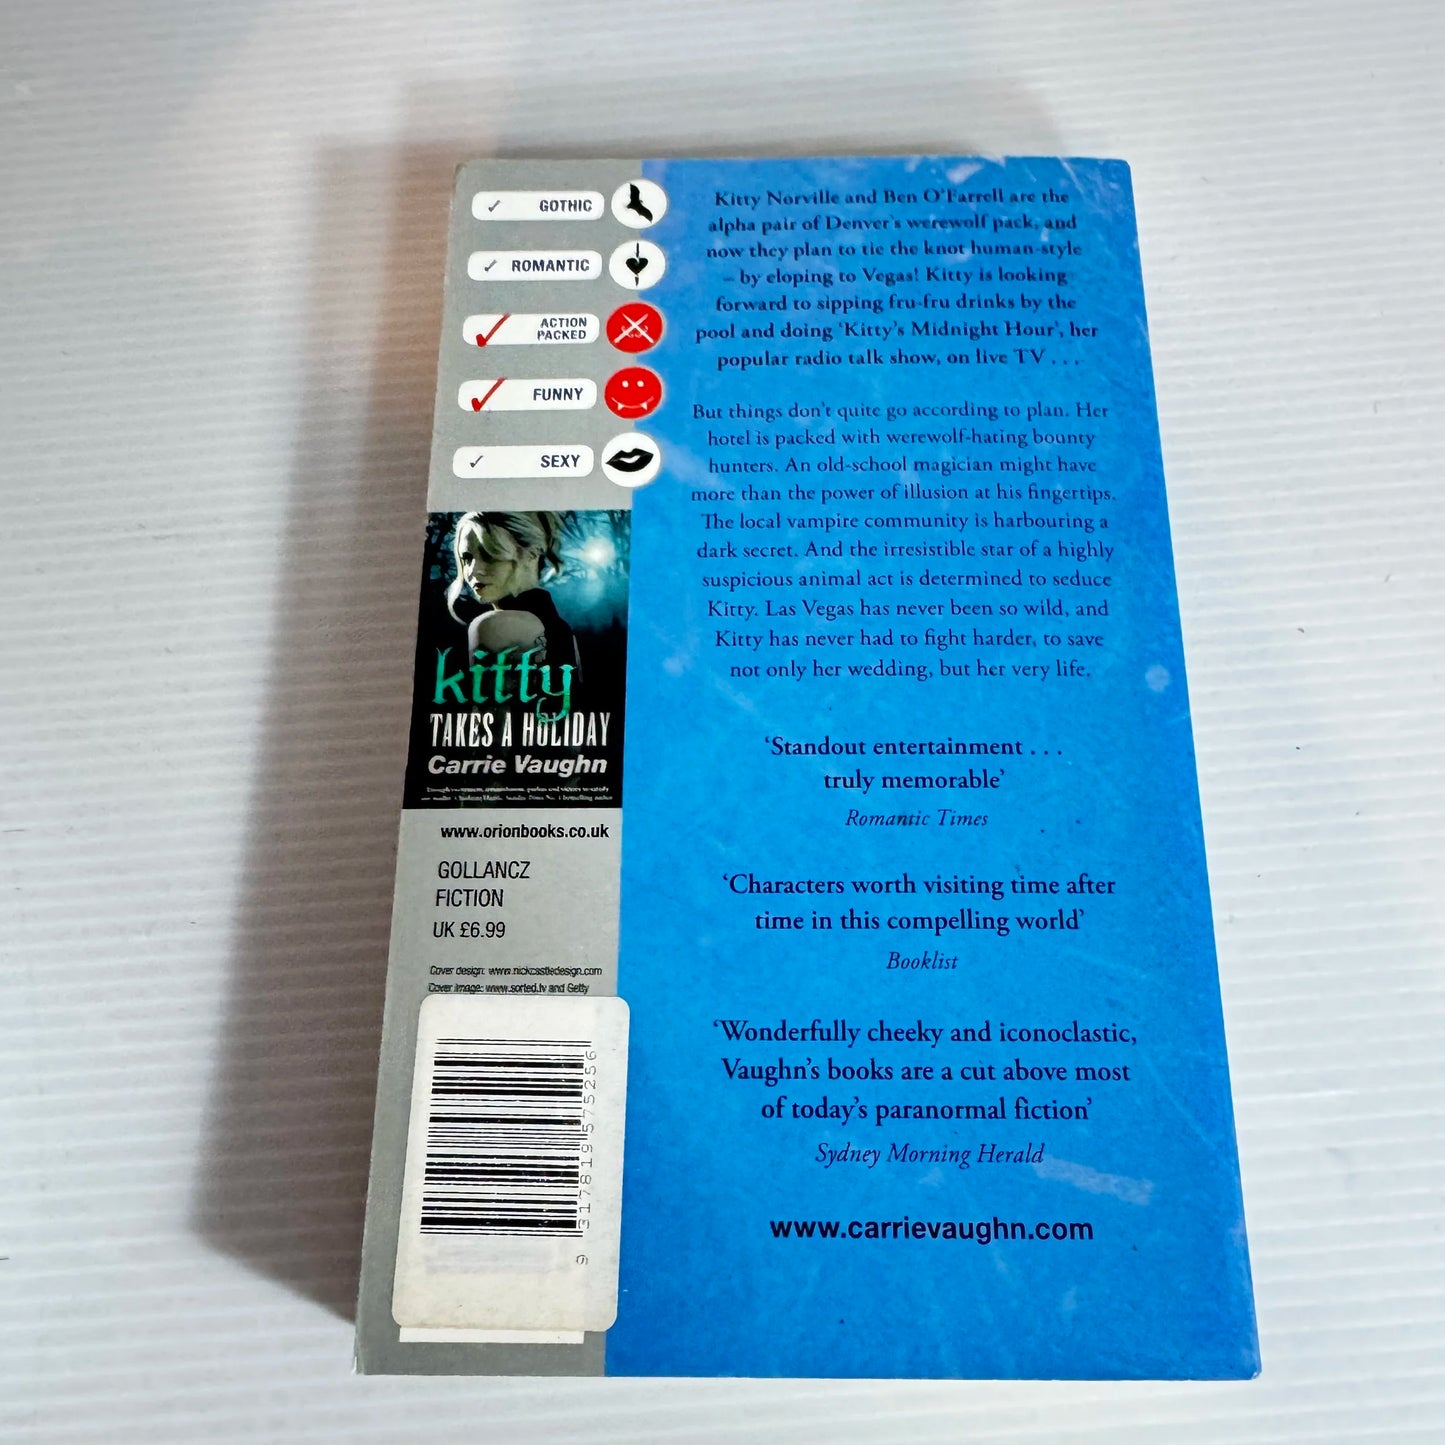 ✓ GOTHIC
✓ ROMANTIC
✓ ACTION
PACKED
✓ FUNNY
✓ SEXY
kitty
TAKES A HOLIDAY
Carrie Vaughn
www.orionbooks.co.uk
GOLLANCZ
FICTION
UK £6.99
Cover design: www.nickcastledesign.com
Cover image: www.sorted.tv and Getty
9 317819 575256
Kitty Norville and Ben O'Farrell are the
alpha pair of Denver's werewolf pack, and
now they plan to tie the knot human-style
– by eloping to Vegas! Kitty is looking
forward to sipping fru-fru drinks by the
pool and doing 'Kitty's Midnight Hour', her
popular radio talk show, on live TV . . .
But things don't quite go according to plan. Her
hotel is packed with werewolf-hating bounty
hunters. An old-school magician might have
more than the power of illusion at his fingertips.
The local vampire community is harbouring a
dark secret. And the irresistible star of a highly
suspicious animal act is determined to seduce
Kitty. Las Vegas has never been so wild, and
Kitty has never had to fight harder, to save
not only her wedding, but her very life.
'Standout entertainment . . .
truly memorable'
Romantic Times
'Characters worth visiting time after
time in this compelling world'
Booklist
'Wonderfully cheeky and iconoclastic,
Vaughn's books are a cut above most
of today's paranormal fiction'
Sydney Morning Herald
www.carrievaughn.com